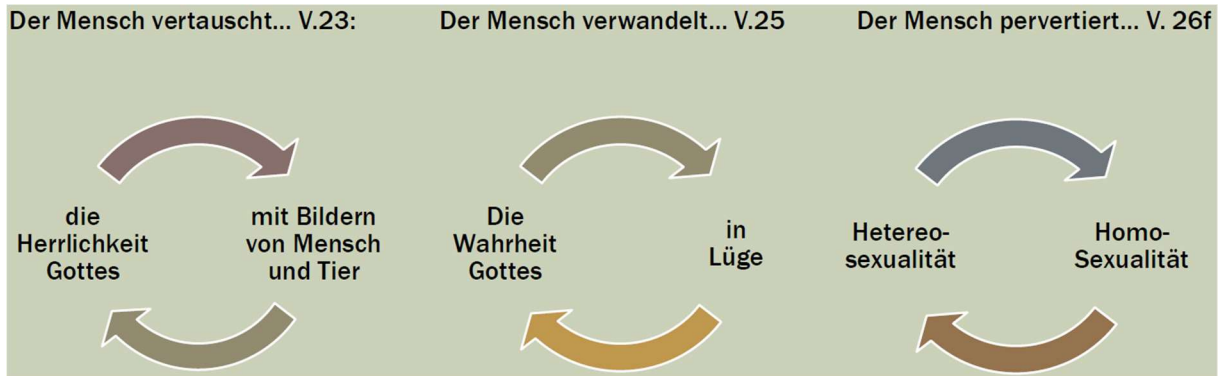 Der Mensch vertauscht... V.23:
die
Herrlichkeit
Gottes
mit Bildern
von Mensch
und Tier
Der Mensch verwandelt... V.25
Die
Wahrheit
Gottes
in
Lüge
Der Mensch pervertiert... V. 26f
Hetereo-
sexualität
Homo-
Sexualität